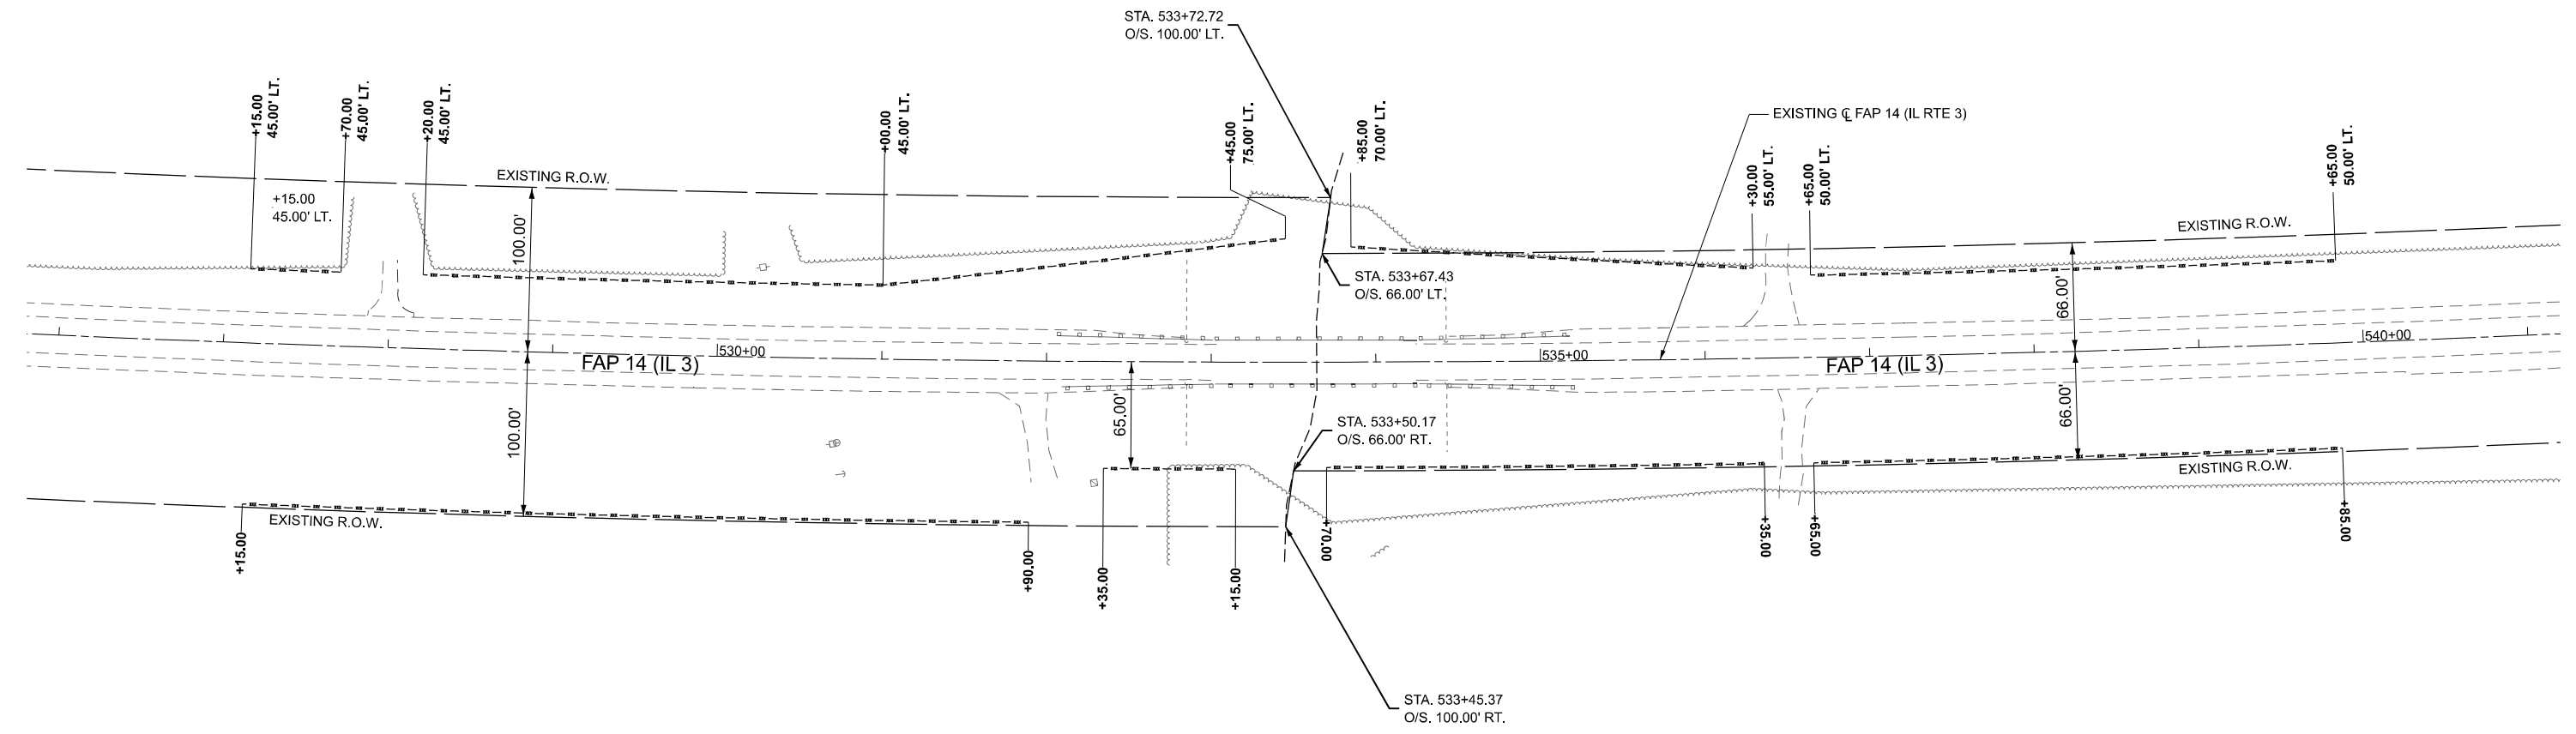 STA. 533+72.72
O/S. 100.00' LT.
+15.00
45.00' LT.
+70.00
45.00' LT.
+20.00
45.00' LT.
+00.00
45.00' LT.
+45.00
75.00' LT.
+85.00
70.00' LT.
EXISTING ℄ FAP 14 (IL RTE 3)
+30.00
55.00' LT.
+65.00
50.00' LT.
+65.00
50.00' LT.
EXISTING R.O.W.
+15.00
45.00' LT.
100.00'
EXISTING R.O.W.
STA. 533+67.43
O/S. 66.00' LT.
66.00'
530+00
535+00
540+00
FAP 14 (IL 3)
FAP 14 (IL 3)
100.00'
65.00'
66.00'
STA. 533+50.17
O/S. 66.00' RT.
EXISTING R.O.W.
EXISTING R.O.W.
+15.00
+90.00
+35.00
+15.00
+70.00
+35.00
+65.00
+85.00
STA. 533+45.37
O/S. 100.00' RT.